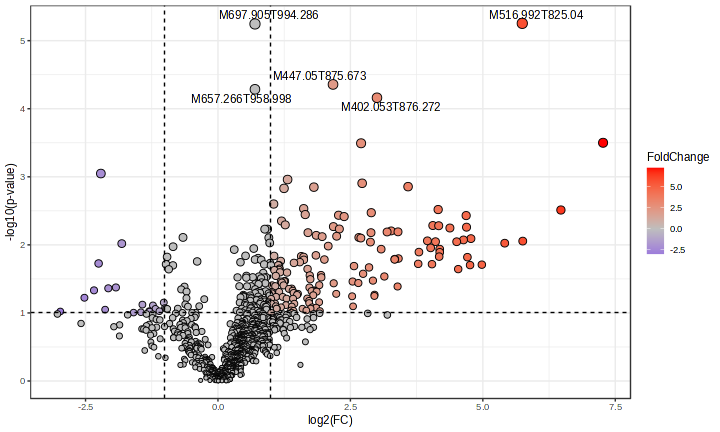 M697.905T994.286
M516.992T825.04
M447.05T875.673
M657.266T958.998
M402.053T876.272
-log10(p-value)
5
4
3
2
1
0
-2.5
0.0
2.5
5.0
7.5
log2(FC)
FoldChange
5.0
2.5
0.0
-2.5